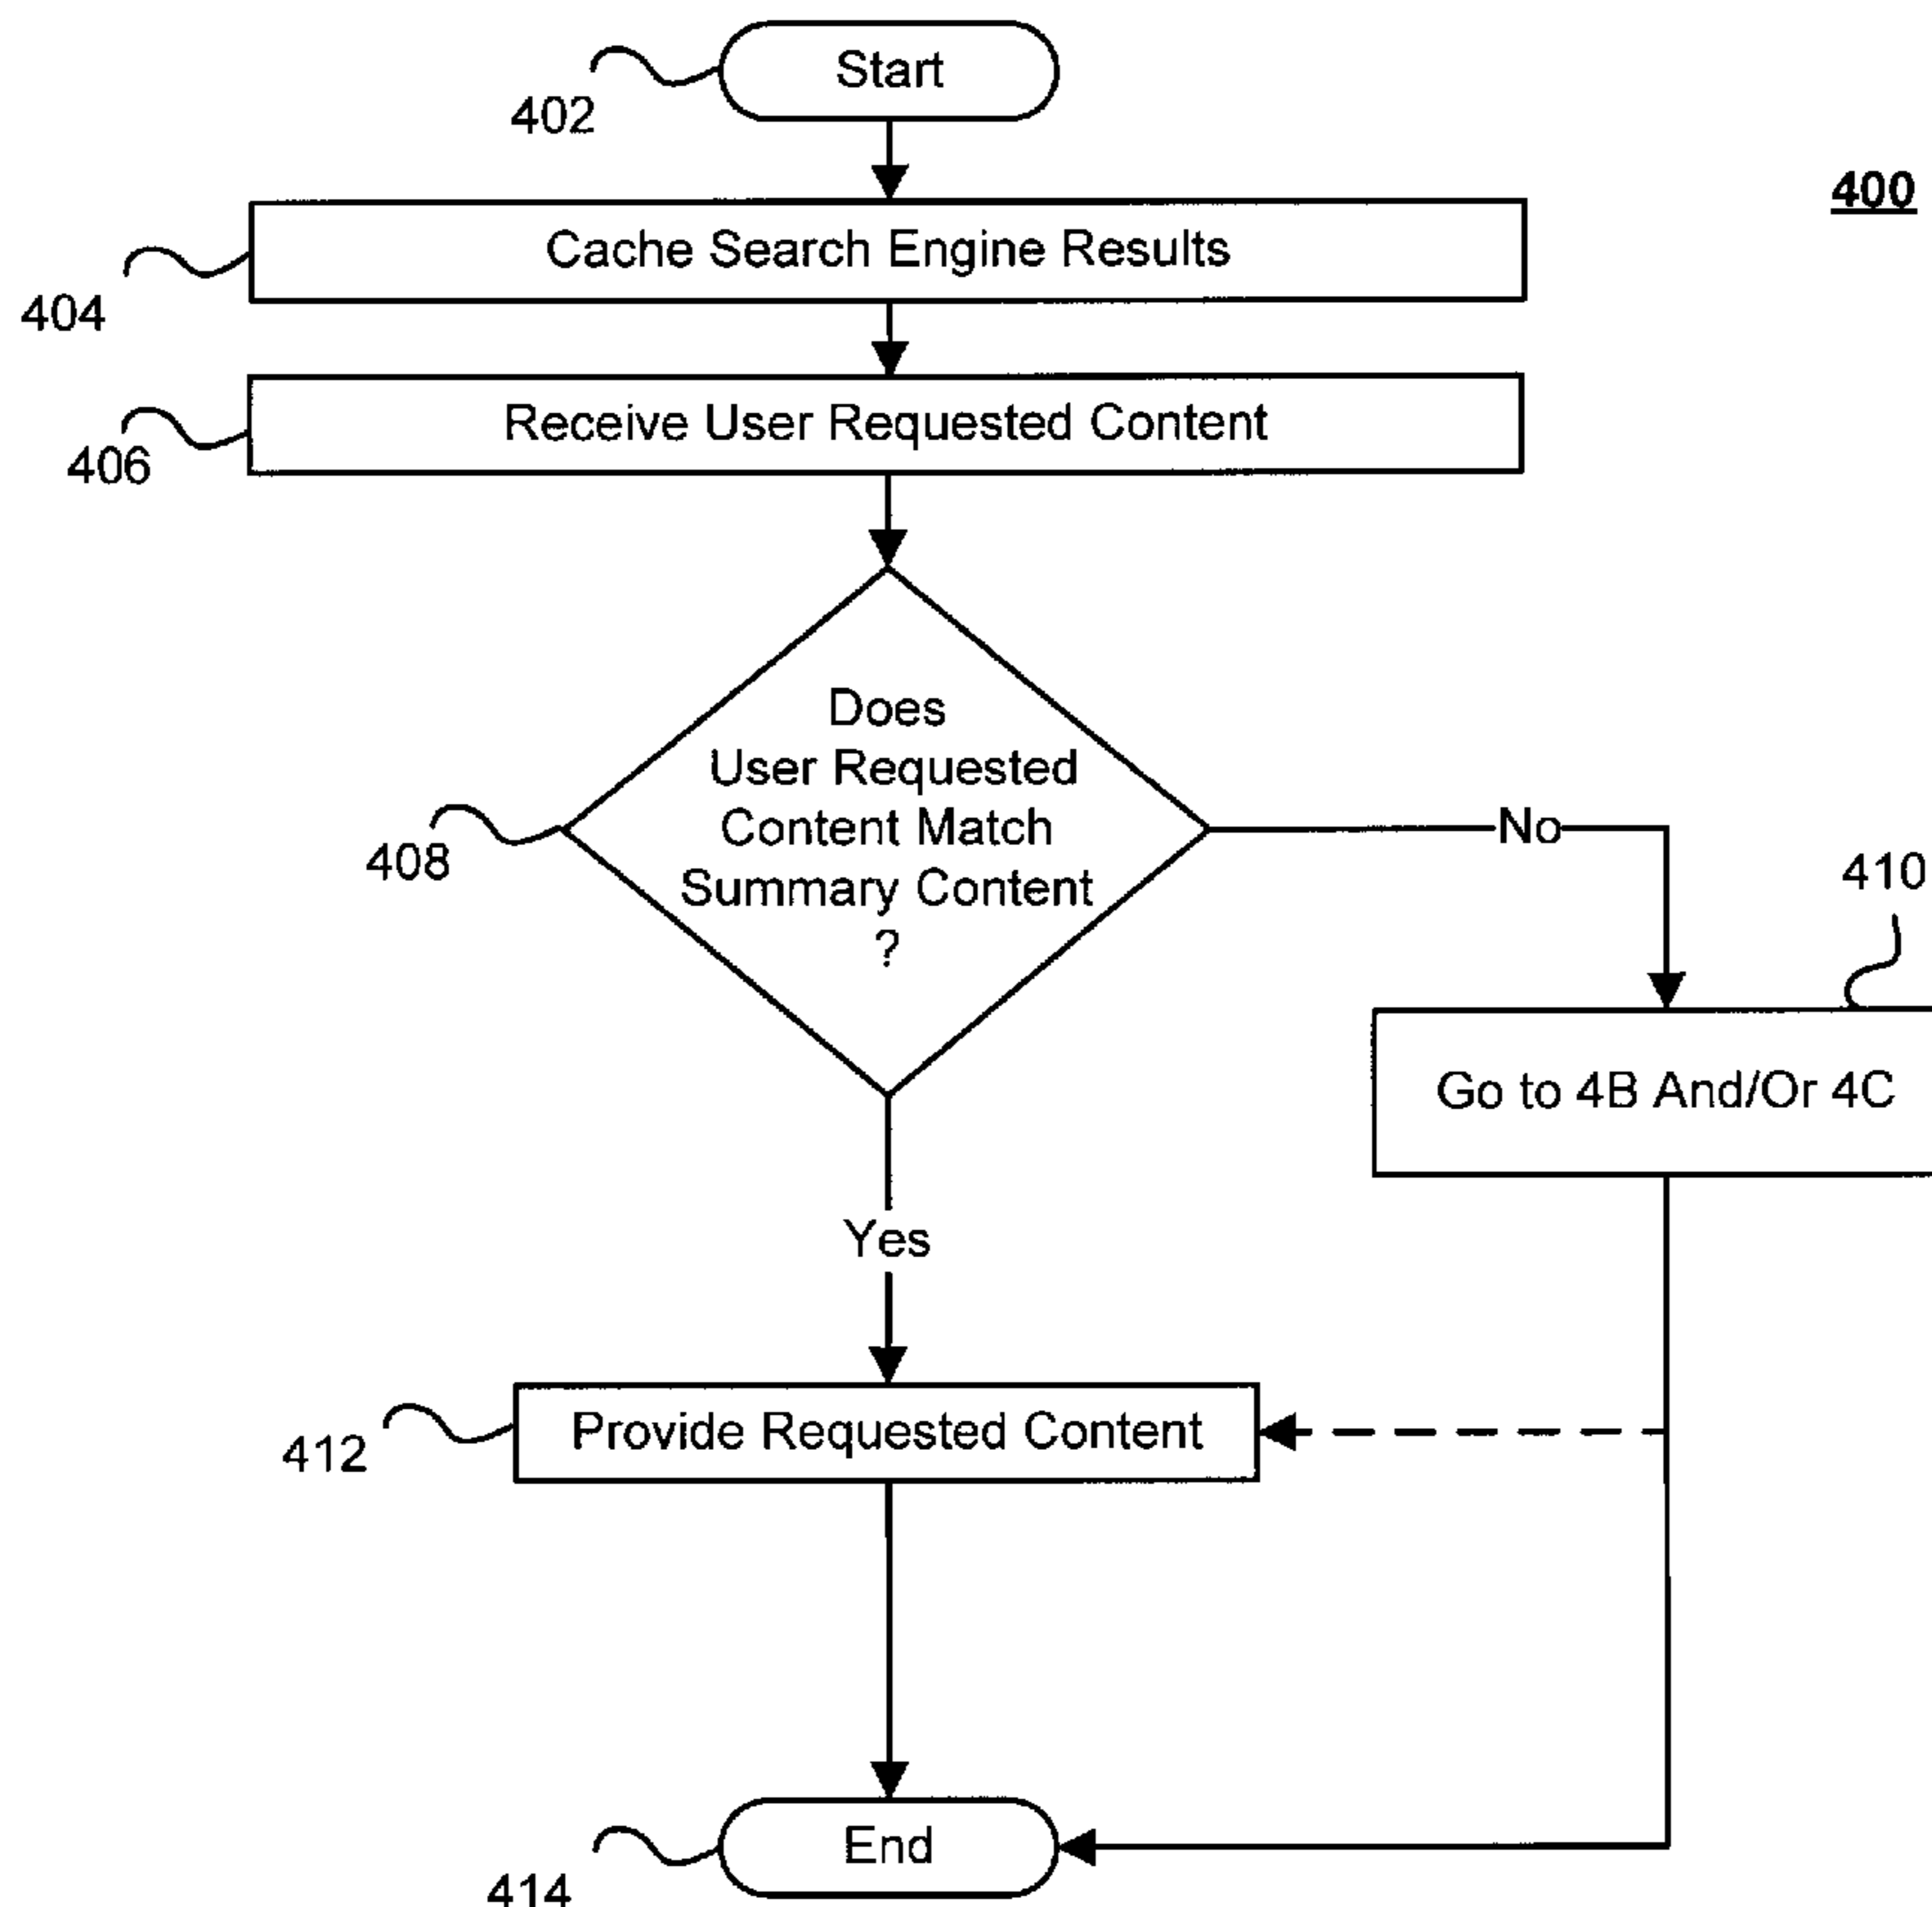 Start
402
400
Cache Search Engine Results
404
Receive User Requested Content
406
Does
User Requested
Content Match
Summary Content
?
No
408
410
Go to 4B And/Or 4C
Yes
Provide Requested Content
412
End
414